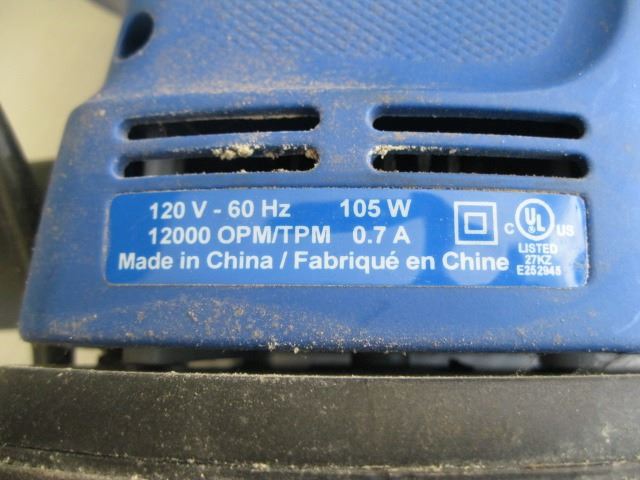 120 V - 60 Hz 105 W
12000 OPM/TPM 0.7 A
Made in China / Fabriqué en Chine
C UL US
LISTED
27KZ
E252945